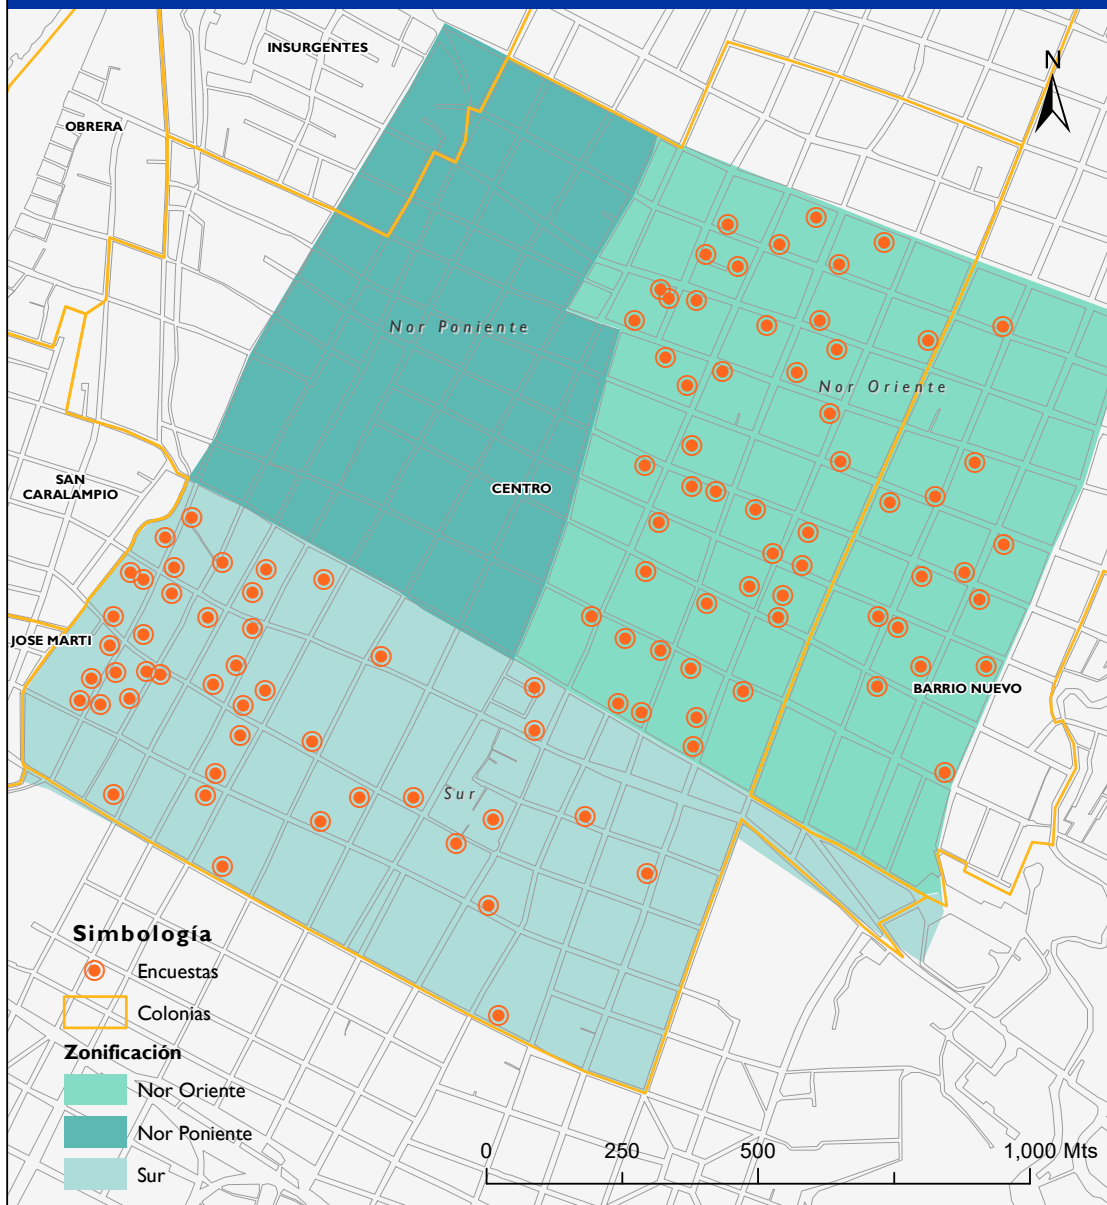 INSURGENTES
N
OBRERA
Nor Poniente
Nor Oriente
SAN
CARALAMPIO
CENTRO
JOSE MARTI
BARRIO NUEVO
Sur
Simbología
Encuestas
Colonias
Zonificación
Nor Oriente
Nor Poniente
Sur
0 250 500 1,000 Mts